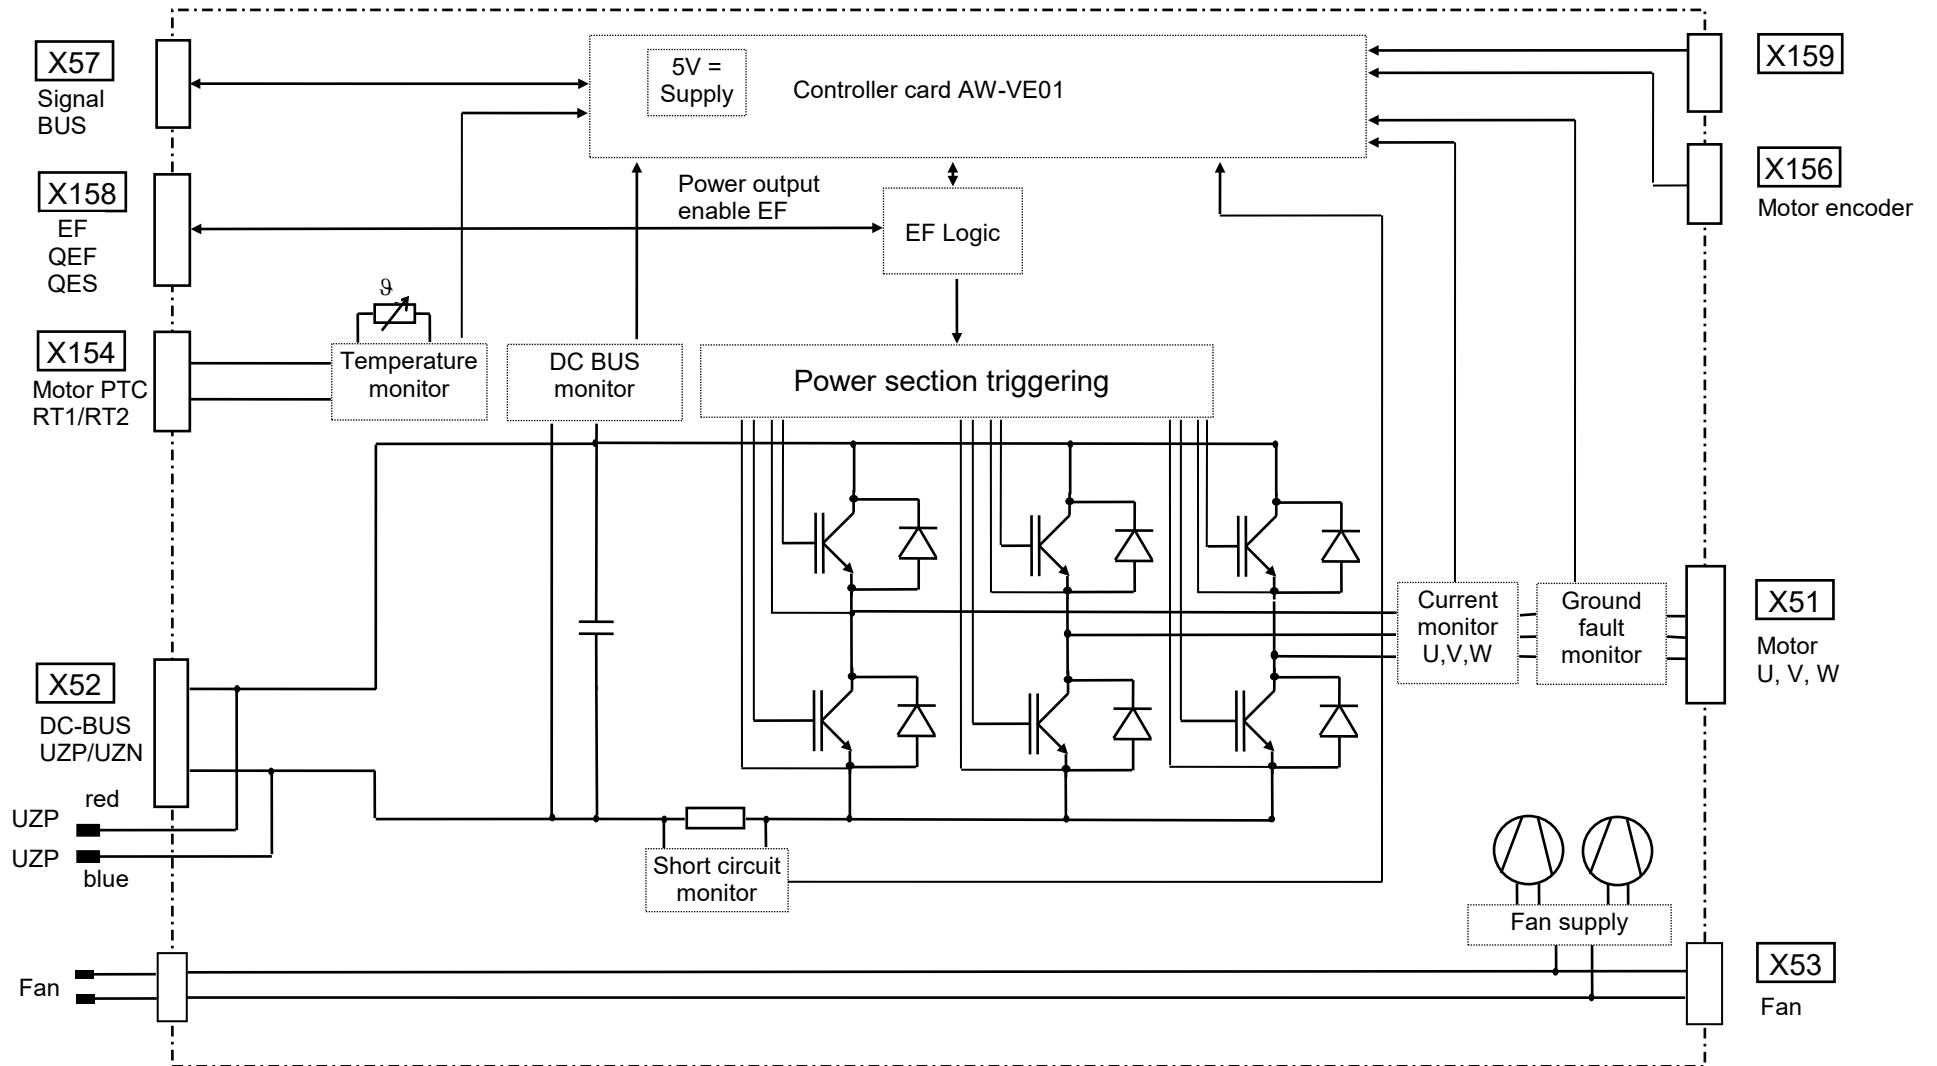 X57
Signal
BUS
X158
EF
QEF
QES
X154
Motor PTC
RT1/RT2
5V =
Supply
Controller card AW-VE01
Power output
enable EF
EF Logic
ϑ
Temperature
monitor
DC BUS
monitor
Power section triggering
X159
X156
Motor encoder
Current
monitor
U,V,W
Ground
fault
monitor
X51
Motor
U, V, W
X52
DC-BUS
UZP/UZN
red
UZP
UZP
blue
Short circuit
monitor
Fan supply
Fan
X53
Fan